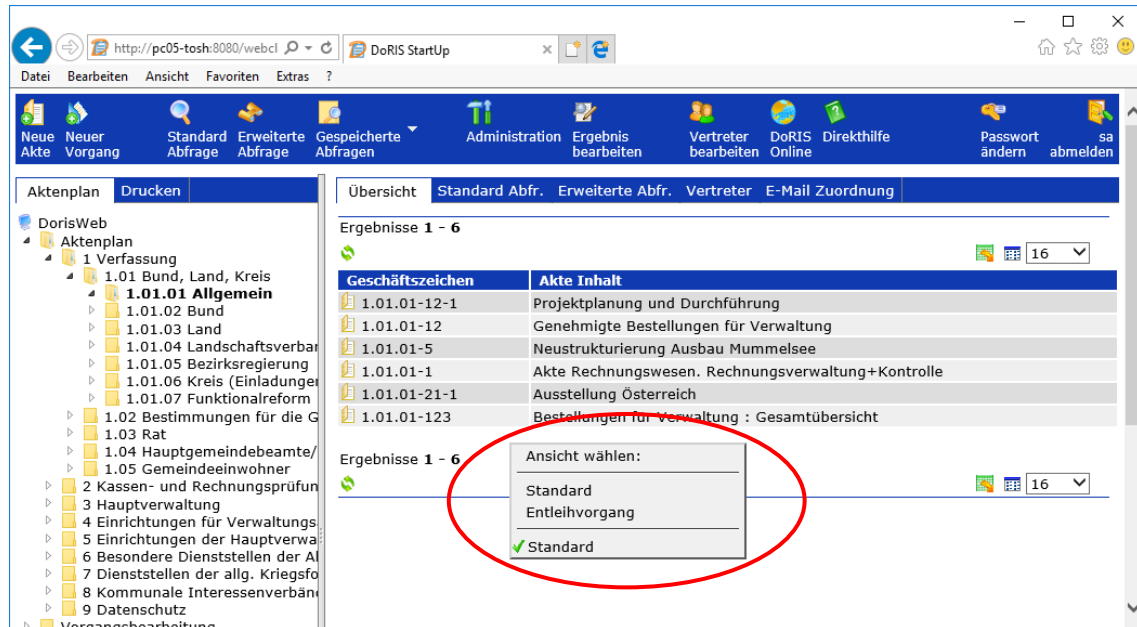 http://pc05-tosh:8080/webcl
DoRIS StartUp
Datei Bearbeiten Ansicht Favoriten Extras ?
Neue Akte
Neuer Vorgang
Standard Abfrage
Erweiterte Abfrage
Gespeicherte Abfragen
Administration
Ergebnis bearbeiten
Vertreter bearbeiten
DoRIS Online
Direkthilfe
Passwort ändern
sa abmelden
Aktenplan Drucken
DorisWeb
Aktenplan
1 Verfassung
1.01 Bund, Land, Kreis
1.01.01 Allgemein
1.01.02 Bund
1.01.03 Land
1.01.04 Landschaftsverbar
1.01.05 Bezirksregierung
1.01.06 Kreis (Einladunger
1.01.07 Funktionalreform
1.02 Bestimmungen für die G
1.03 Rat
1.04 Hauptgemeindebeamte/
1.05 Gemeindeeinwohner
2 Kassen- und Rechnungsprüfun
3 Hauptverwaltung
4 Einrichtungen für Verwaltungs
5 Einrichtungen der Hauptverwa
6 Besondere Dienststellen der Al
7 Dienststellen der allg. Kriegsfo
8 Kommunale Interessenverbän
9 Datenschutz
Vorgangsbearbeitung
Übersicht Standard Abfr. Erweiterte Abfr. Vertreter E-Mail Zuordnung
Ergebnisse 1 - 6
16
Geschäftszeichen Akte Inhalt
1.01.01-12-1 Projektplanung und Durchführung
1.01.01-12 Genehmigte Bestellungen für Verwaltung
1.01.01-5 Neustrukturierung Ausbau Mummelsee
1.01.01-1 Akte Rechnungswesen. Rechnungsverwaltung+Kontrolle
1.01.01-21-1 Ausstellung Österreich
1.01.01-123 Bestellungen für Verwaltung : Gesamtübersicht
Ergebnisse 1 - 6
16
Ansicht wählen:
Standard
Entleihvorgang
Standard